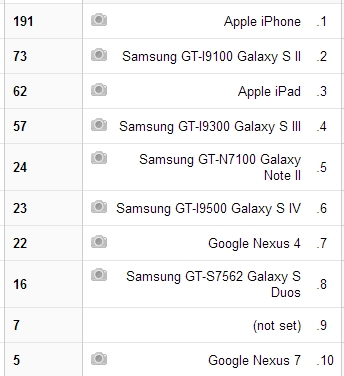 191 Apple iPhone .1
73 Samsung GT-I9100 Galaxy S II .2
62 Apple iPad .3
57 Samsung GT-I9300 Galaxy S III .4
24 Samsung GT-N7100 Galaxy
Note II .5
23 Samsung GT-I9500 Galaxy S IV .6
22 Google Nexus 4 .7
16 Samsung GT-S7562 Galaxy S
Duos .8
7 (not set) .9
5 Google Nexus 7 .10